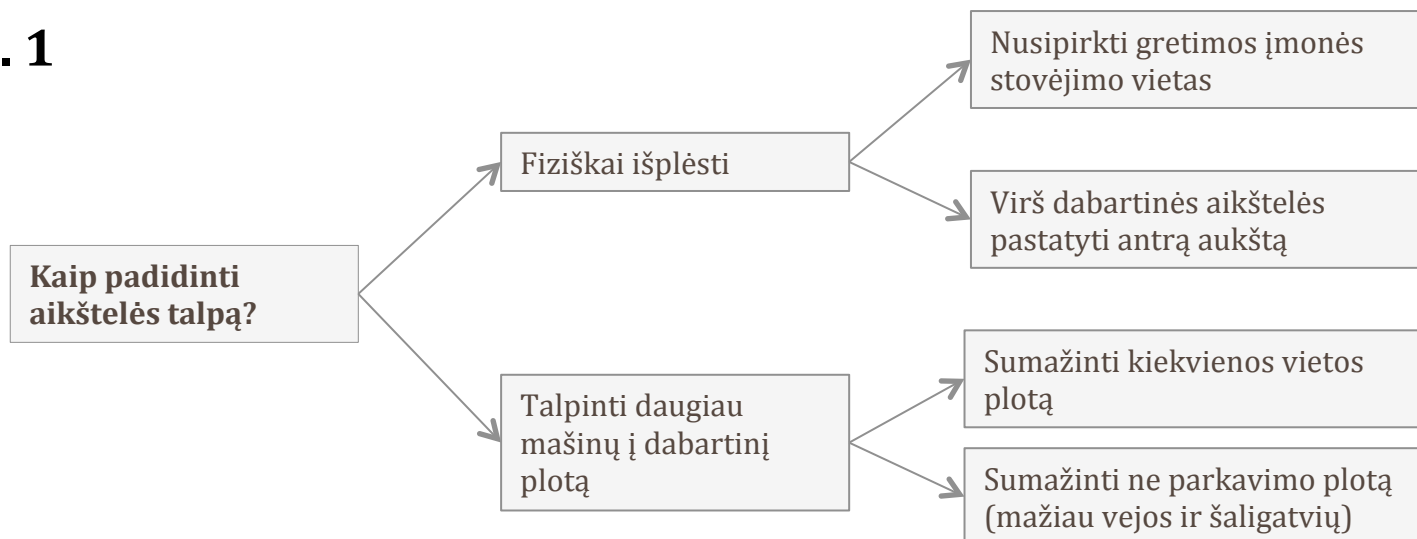 . 1
Nusipirkti gretimos įmonės
stovėjimo vietas
Fiziškai išplėsti
Virš dabartinės aikštelės
pastatyti antrą aukštą
Kaip padidinti
aikštelės talpą?
Sumažinti kiekvienos vietos
plotą
Talpinti daugiau
mašinų į dabartinį
plotą
Sumažinti ne parkavimo plotą
(mažiau vejos ir šaligatvių)